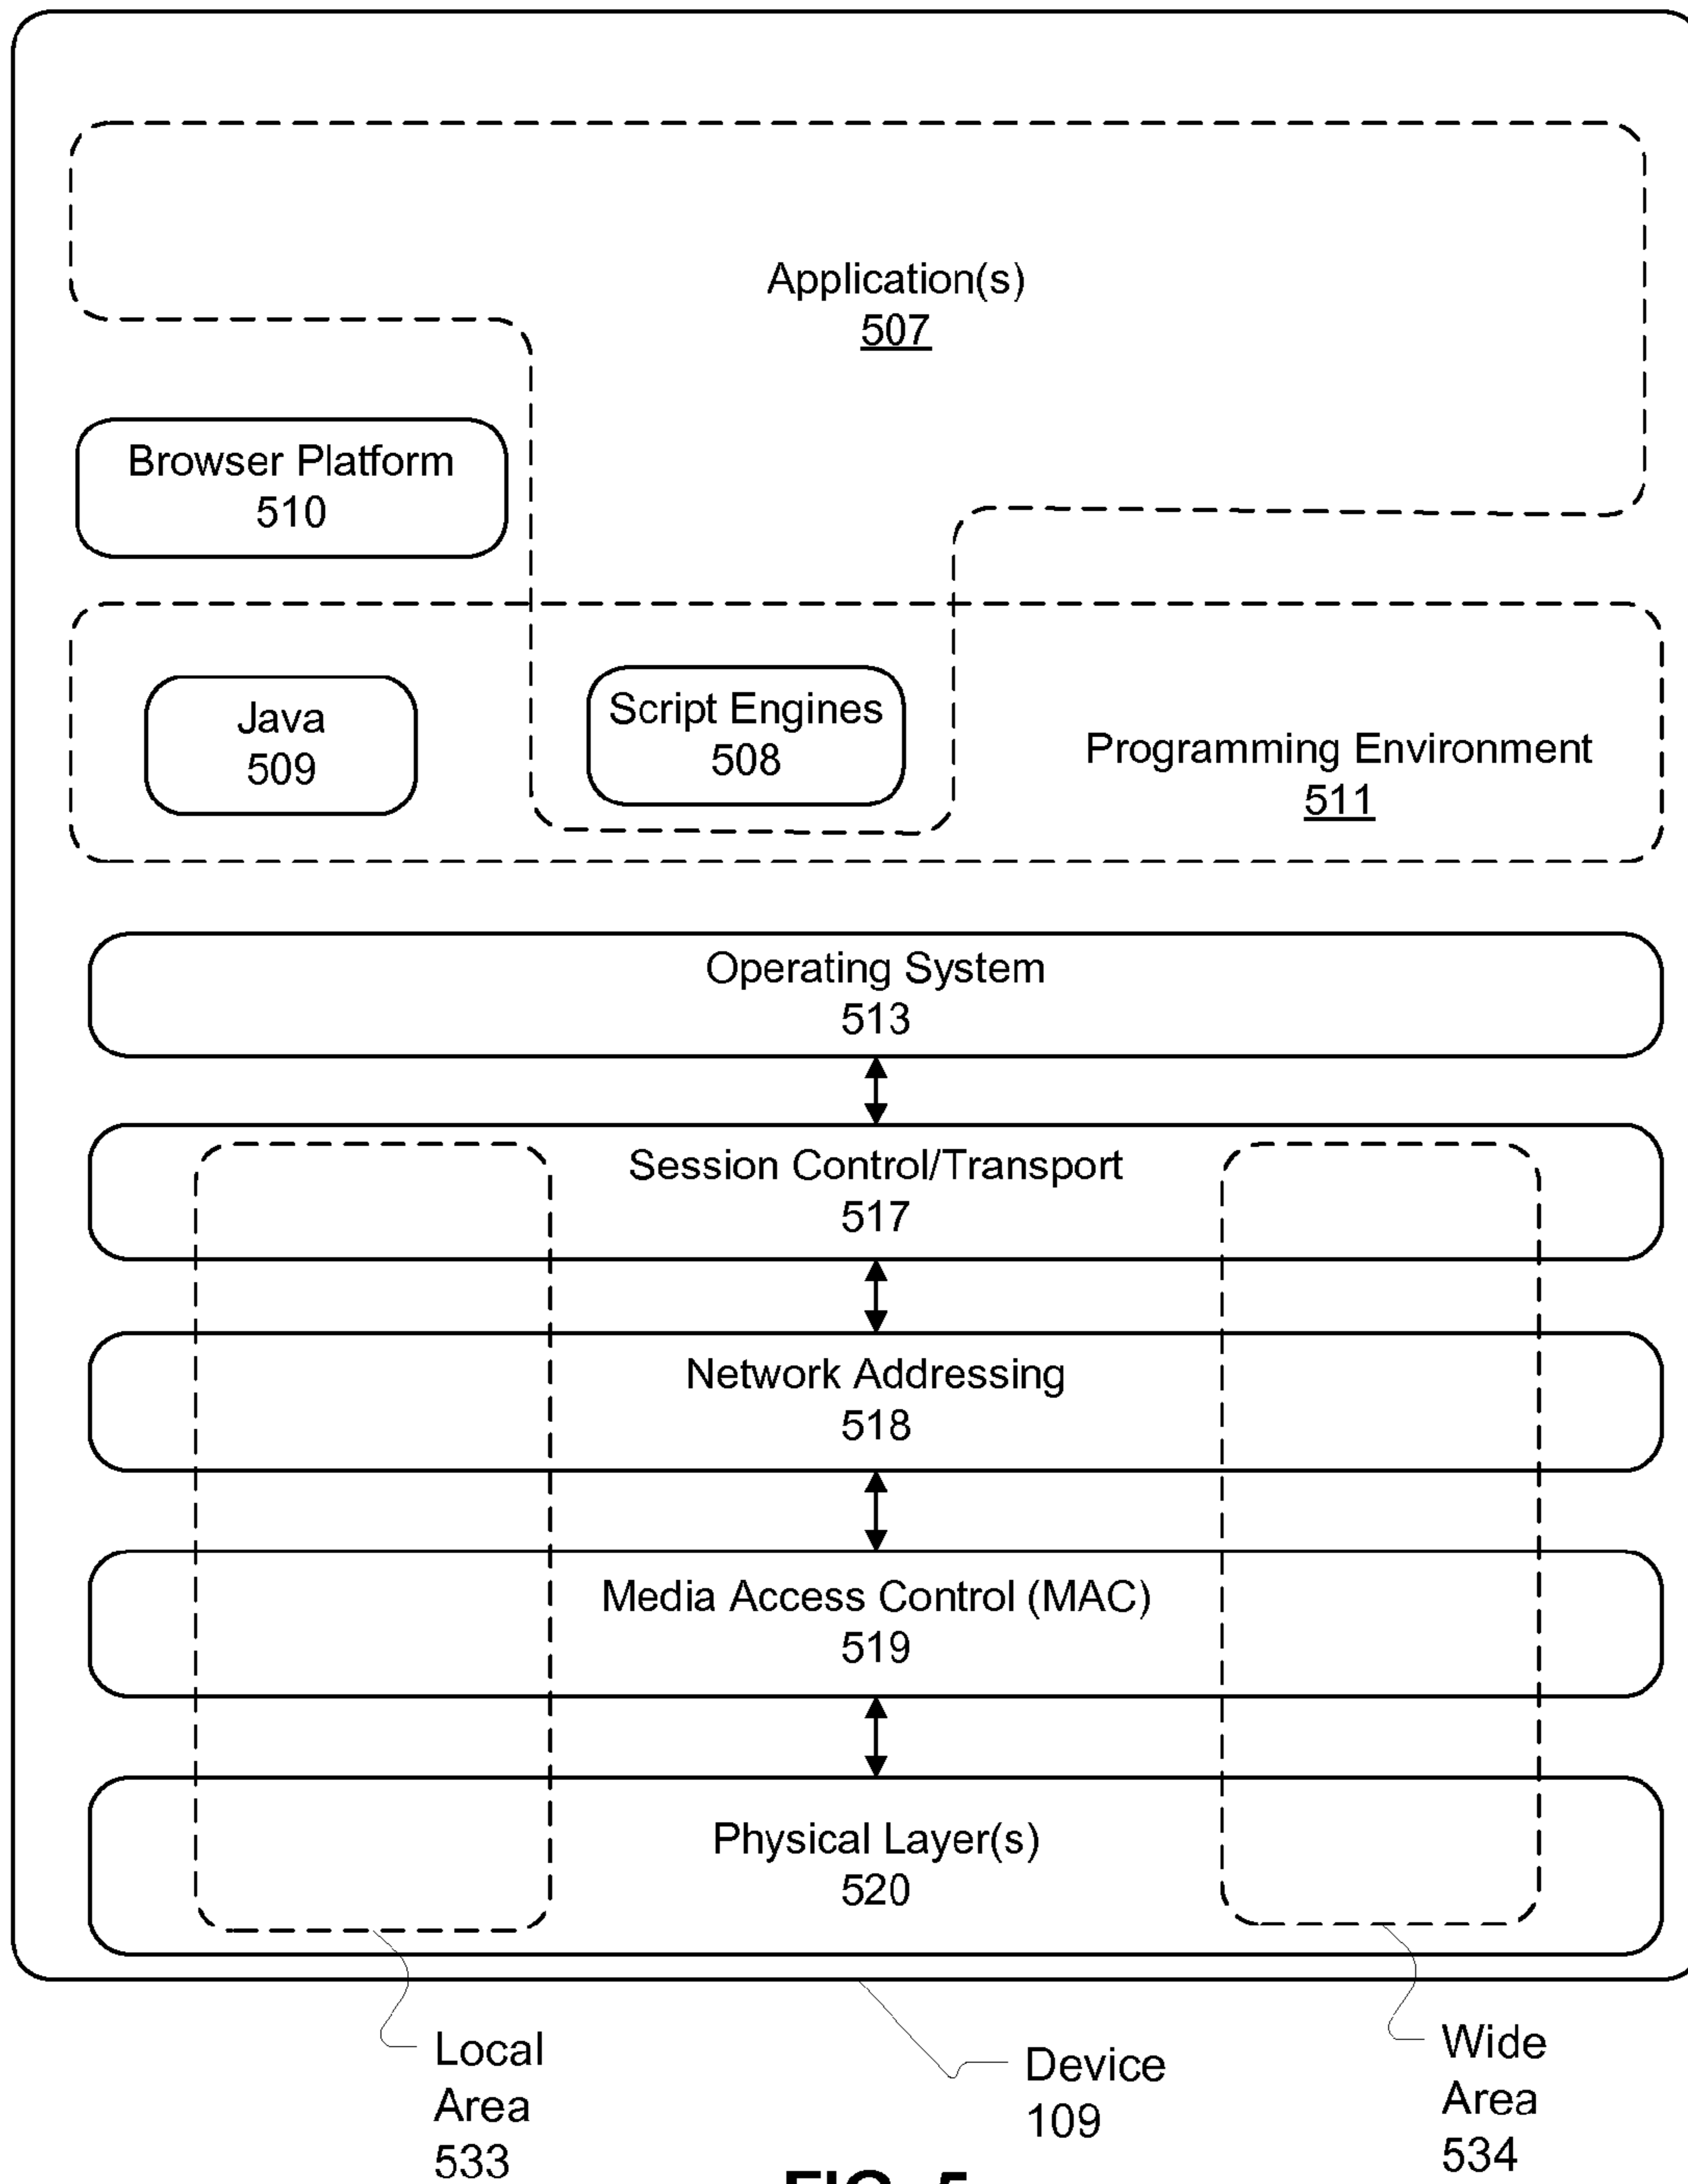 Application(s)
507
Browser Platform
510
Java
509
Script Engines
508
Programming Environment
511
Operating System
513
Session Control/Transport
517
Network Addressing
518
Media Access Control (MAC)
519
Physical Layer(s)
520
Local
Area
533
Device
109
Wide
Area
534
FIG. 5